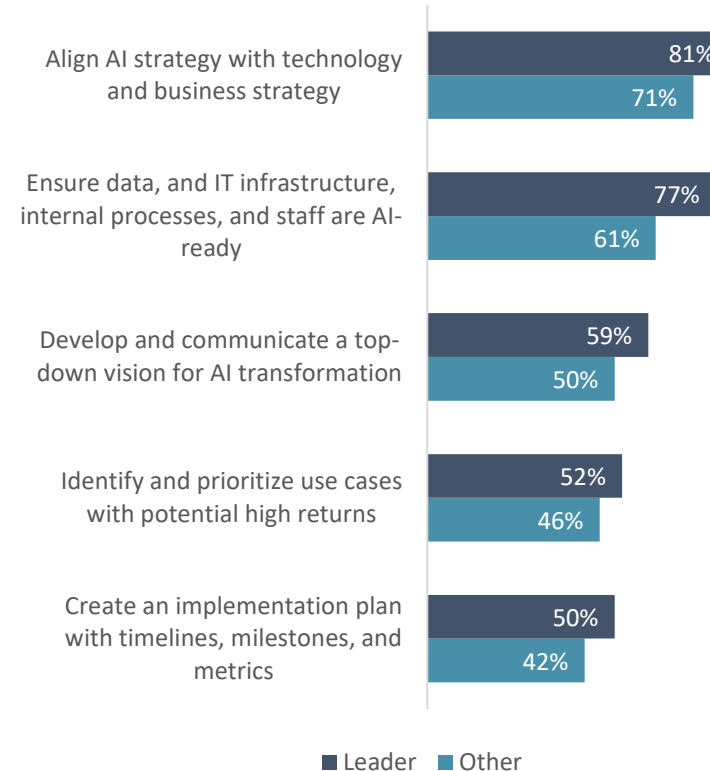 Align AI strategy with technology
and business strategy
81%
71%
Ensure data, and IT infrastructure,
internal processes, and staff are AI-
ready
77%
61%
Develop and communicate a top-
down vision for AI transformation
59%
50%
Identify and prioritize use cases
with potential high returns
52%
46%
Create an implementation plan
with timelines, milestones, and
metrics
50%
42%
Leader Other